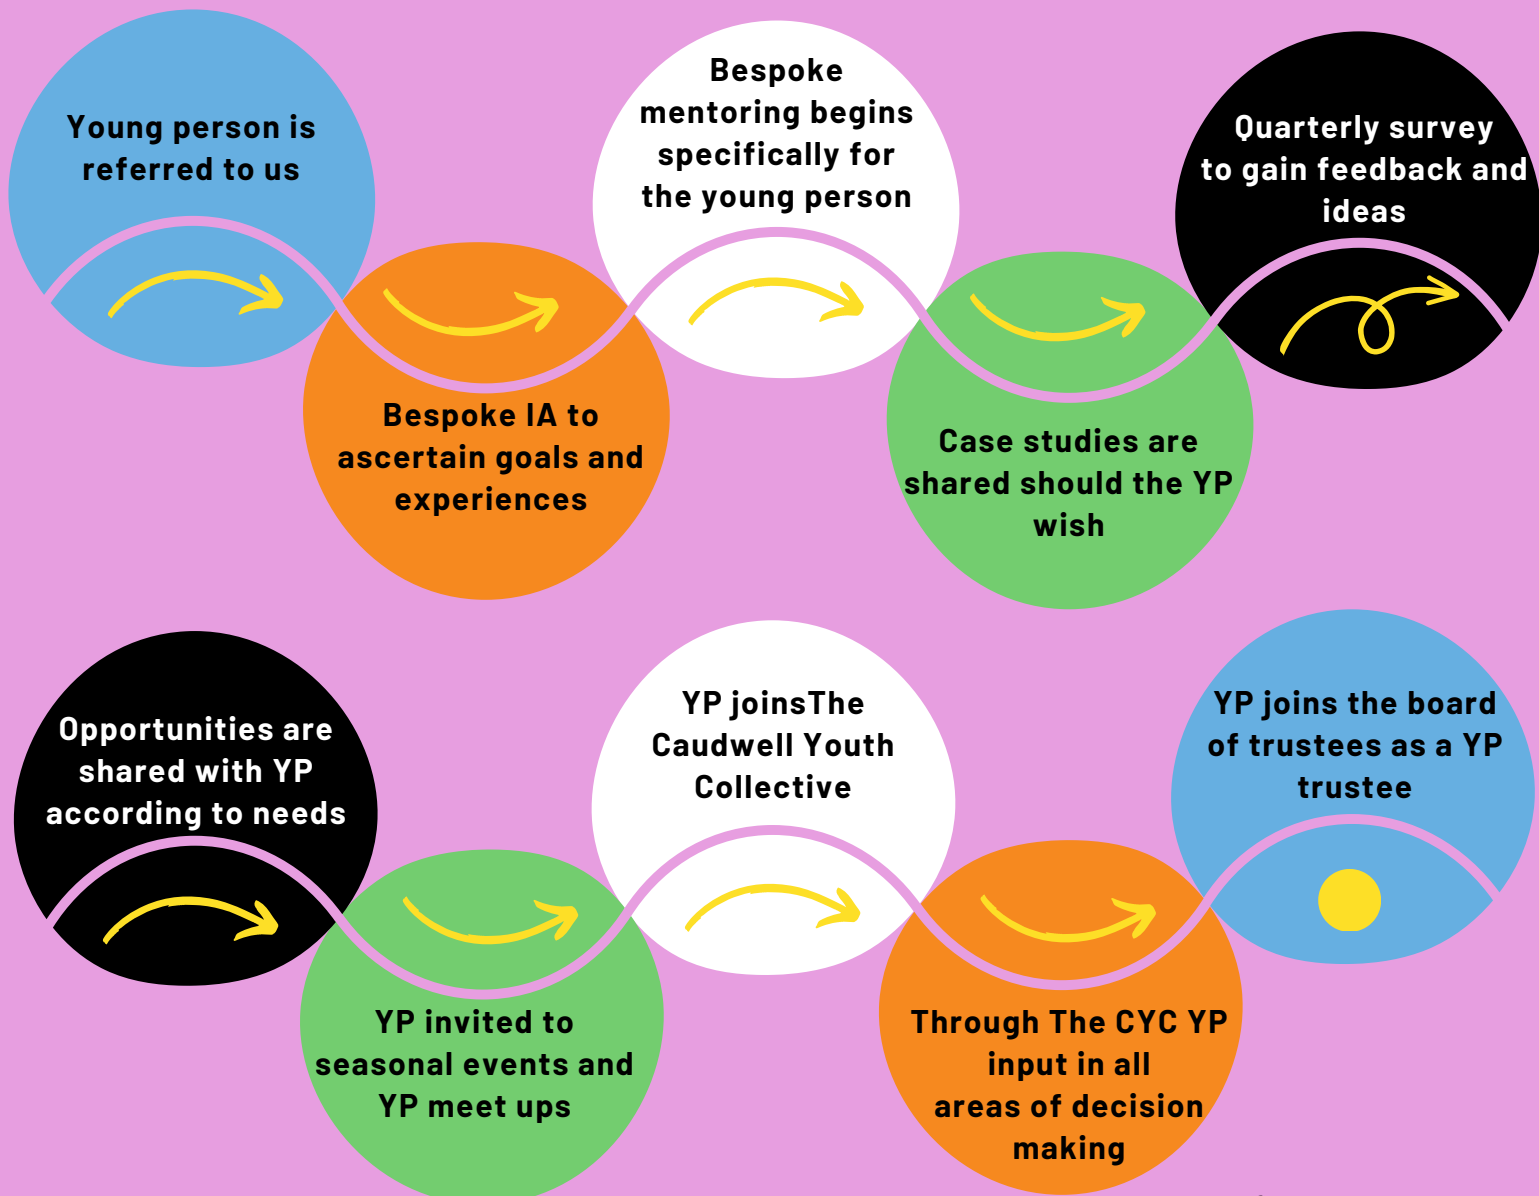 Young person is
referred to us
Bespoke IA to
ascertain goals and
experiences
Bespoke
mentoring begins
specifically for
the young person
Case studies are
shared should the YP
wish
Quarterly survey
to gain feedback and
ideas
Opportunities are
shared with YP
according to needs
YP invited to
seasonal events and
YP meet ups
YP joinsThe
Caudwell Youth
Collective
Through The CYC YP
input in all
areas of decision
making
YP joins the board
of trustees as a YP
trustee